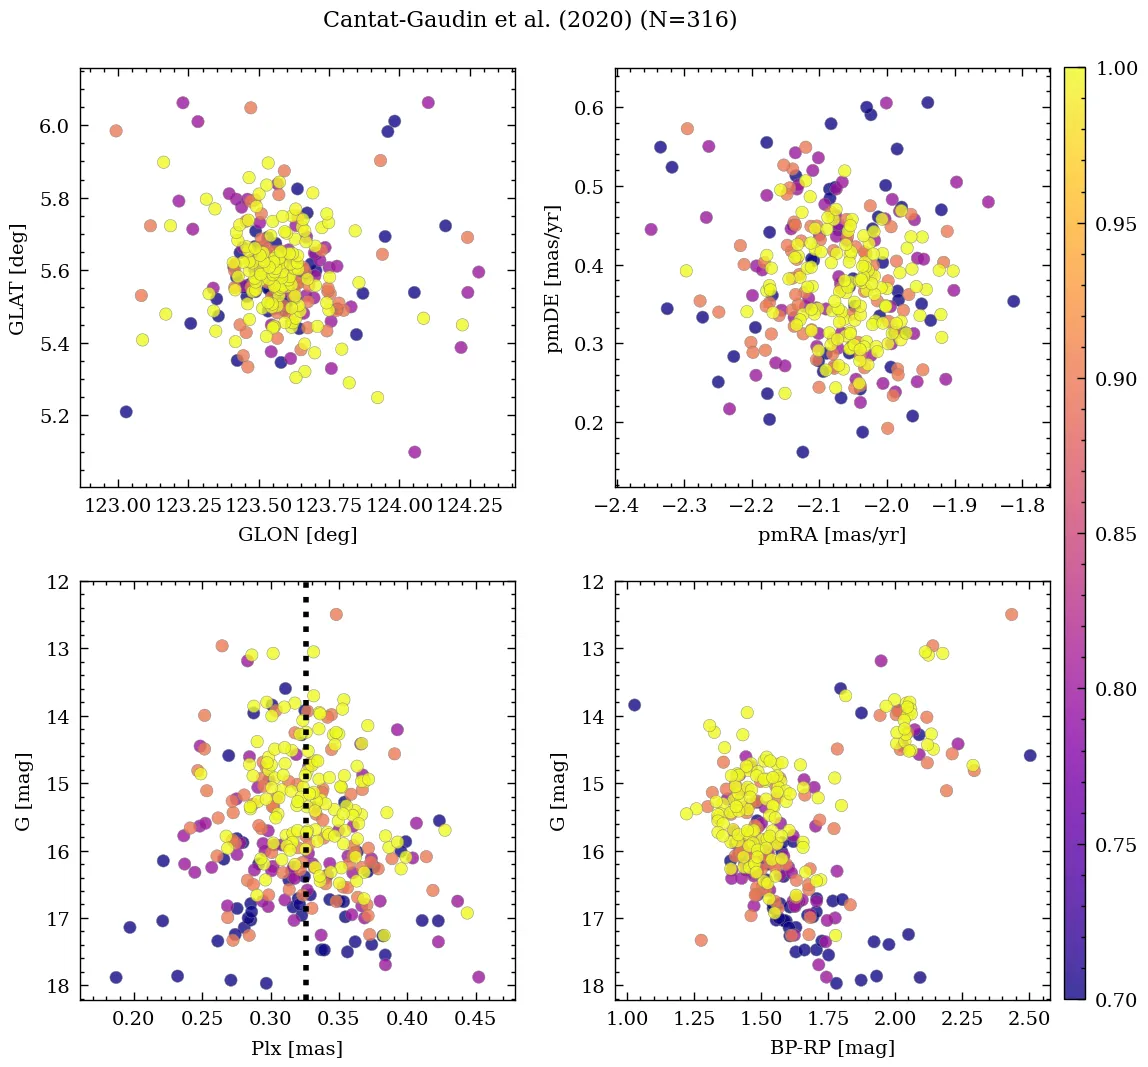 Cantat-Gaudin et al. (2020) (N=316)
6.0
5.8
5.6
5.4
5.2
GLAT [deg]
123.00 123.25 123.50 123.75 124.00 124.25
GLON [deg]
0.6
0.5
0.4
0.3
0.2
pmDE [mas/yr]
−2.4 −2.3 −2.2 −2.1 −2.0 −1.9 −1.8
pmRA [mas/yr]
12
13
14
15
16
17
18
G [mag]
0.20 0.25 0.30 0.35 0.40 0.45
Plx [mas]
12
13
14
15
16
17
18
G [mag]
1.00 1.25 1.50 1.75 2.00 2.25 2.50
BP-RP [mag]
1.00
0.95
0.90
0.85
0.80
0.75
0.70